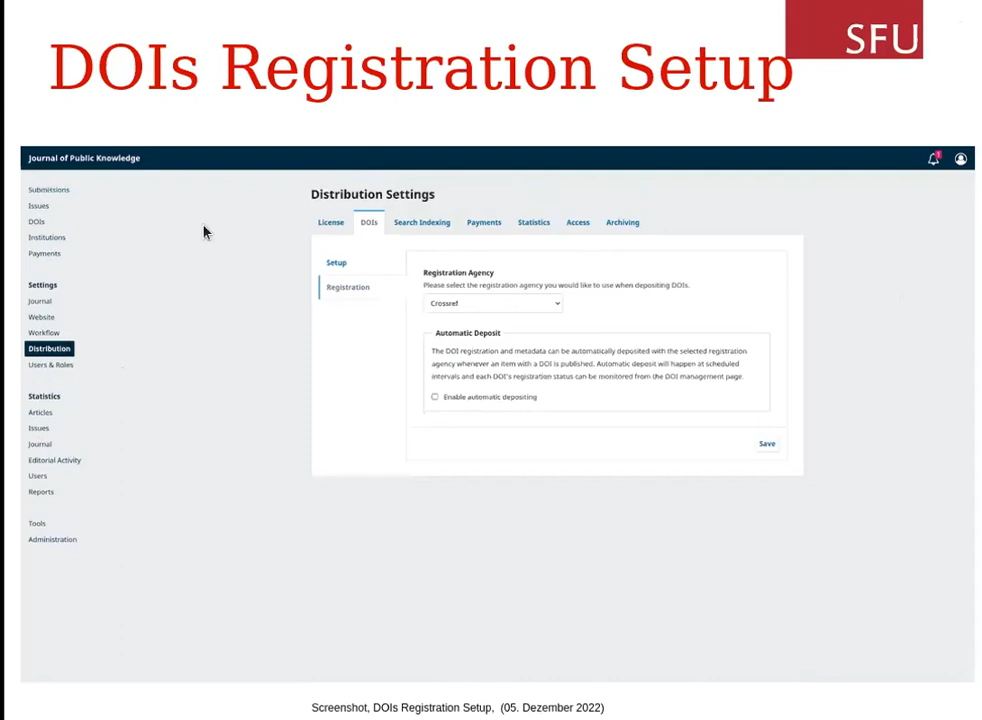 SFU
DOIs Registration Setup
Journal of Public Knowledge
Submissions
Issues
DOIs
Institutions
Payments
Settings
Journal
Website
Workflow
Distribution
Users & Roles
Statistics
Articles
Issues
Journal
Editorial Activity
Users
Reports
Tools
Administration
Distribution Settings
License DOIs Search Indexing Payments Statistics Access Archiving
Setup
Registration
Registration Agency
Please select the registration agency you would like to use when depositing DOIs.
Crossref
Automatic Deposit
The DOI registration and metadata can be automatically deposited with the selected registration
agency whenever an item with a DOI is published. Automatic deposit will happen at scheduled
intervals and each DOI's registration status can be monitored from the DOI management page.
Enable automatic depositing
Save
Screenshot, DOIs Registration Setup, (05. Dezember 2022)